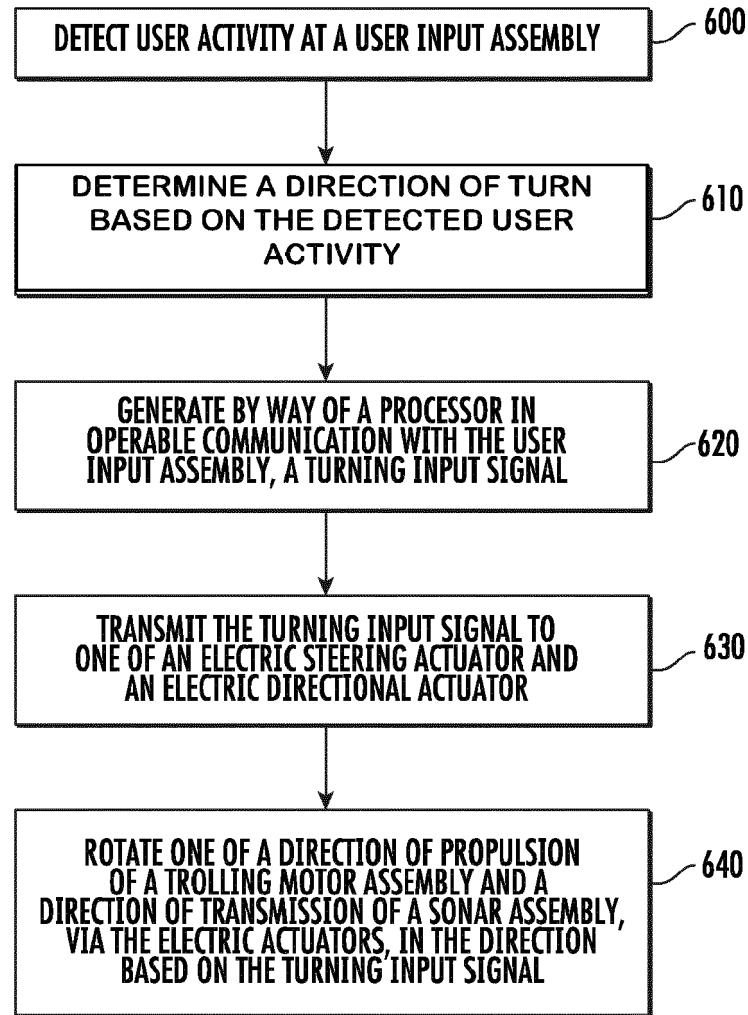 DETECT USER ACTIVITY AT A USER INPUT ASSEMBLY
600
DETERMINE A DIRECTION OF TURN
BASED ON THE DETECTED USER
ACTIVITY
610
GENERATE BY WAY OF A PROCESSOR IN
OPERABLE COMMUNICATION WITH THE USER
INPUT ASSEMBLY, A TURNING INPUT SIGNAL
620
TRANSMIT THE TURNING INPUT SIGNAL TO
ONE OF AN ELECTRIC STEERING ACTUATOR AND
AN ELECTRIC DIRECTIONAL ACTUATOR
630
ROTATE ONE OF A DIRECTION OF PROPULSION
OF A TROLLING MOTOR ASSEMBLY AND A
DIRECTION OF TRANSMISSION OF A SONAR ASSEMBLY,
VIA THE ELECTRIC ACTUATORS, IN THE DIRECTION
BASED ON THE TURNING INPUT SIGNAL
640